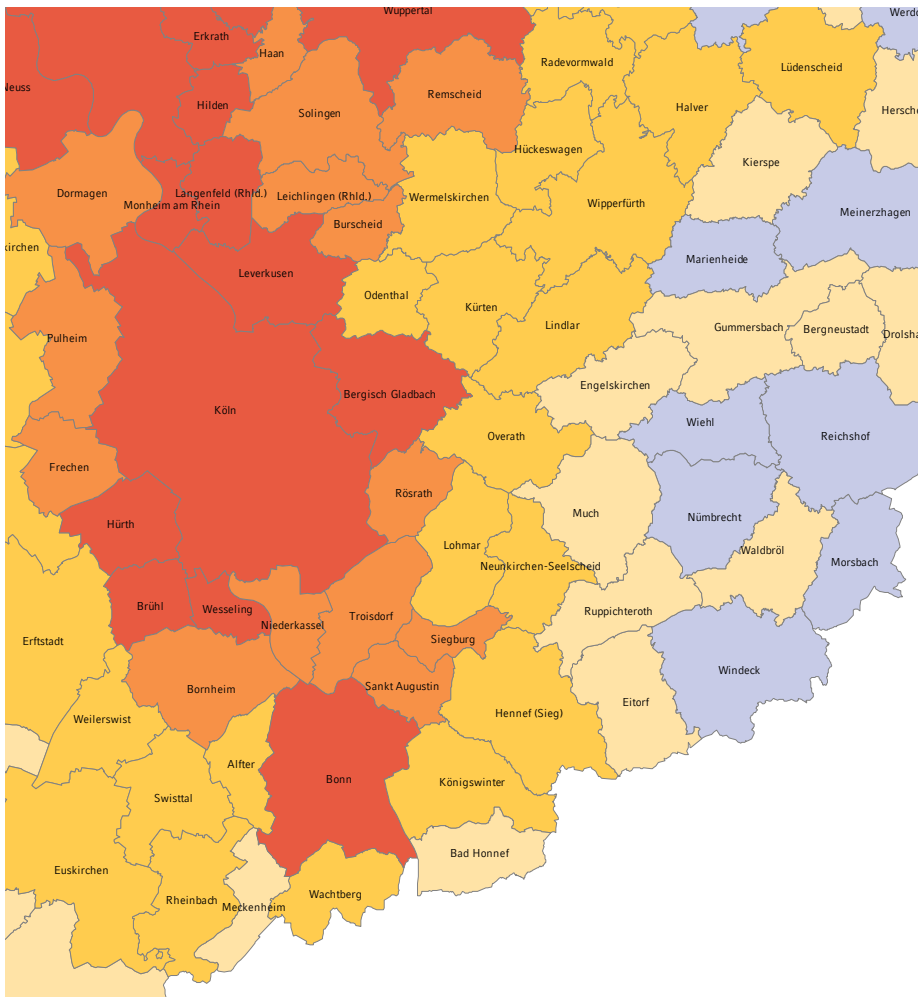 Wuppertal
Erkrath
Haan
Radevormwald
Lüdenscheid
Neuss
Hilden
Remscheid
Solingen
Halver
Hückeswagen
Kierspe
Dormagen
Monheim am Rhein
Langenfeld (Rhld.)
Leichlingen (Rhld.)
Wermelskirchen
Wipperfürth
Meinerzhagen
Burscheid
kirchen
Marienheide
Leverkusen
Odenthal
Kürten
Lindlar
Gummersbach
Bergneustadt
Pulheim
Engelskirchen
Bergisch Gladbach
Köln
Overath
Wiehl
Reichshof
Frechen
Rösrath
Much
Nümbrecht
Hürth
Lohmar
Waldbröl
Neunkirchen-Seelscheid
Morsbach
Brühl
Wesseling
Niederkassel
Troisdorf
Ruppichteroth
Siegburg
Erftstadt
Windeck
Bornheim
Sankt Augustin
Eitorf
Weilerswist
Hennef (Sieg)
Alfter
Bonn
Königswinter
Swisttal
Bad Honnef
Euskirchen
Rheinbach
Meckenheim
Wachtberg